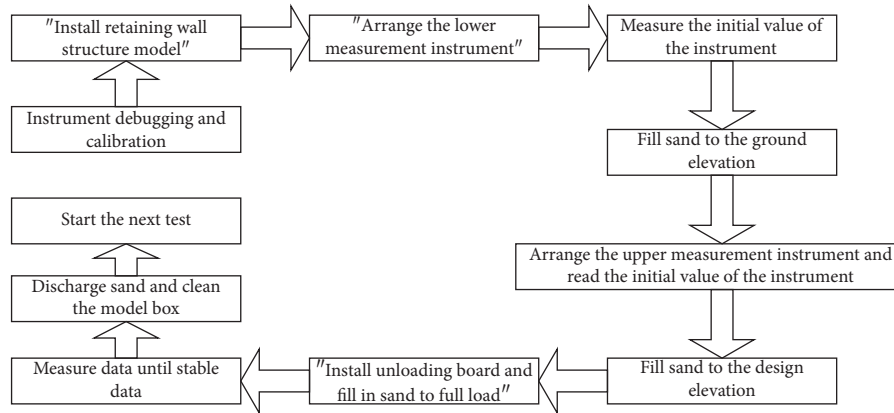 "Install retaining wall
structure model"
"Arrange the lower
measurement instrument"
Measure the initial value of
the instrument
Instrument debugging and
calibration
Fill sand to the ground
elevation
Start the next test
Arrange the upper measurement instrument and
read the initial value of the instrument
Discharge sand and clean
the model box
Measure data until stable
data
"Install unloading board and
fill in sand to full load"
Fill sand to the design
elevation